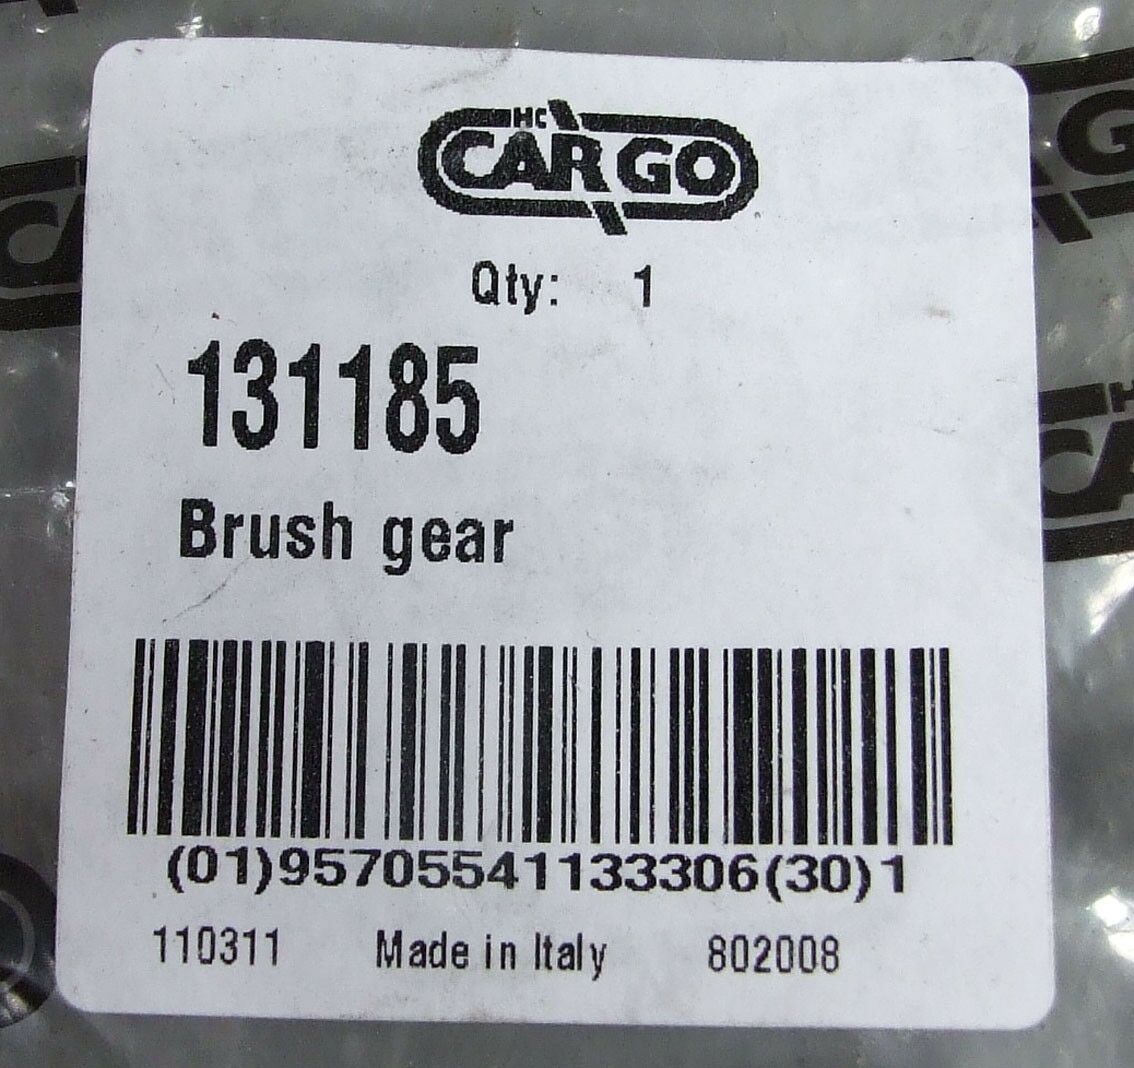 HC
CARGO
Qty: 1
131185
Brush gear
(01)95705541133306(30)1
110311 Made in Italy 802008